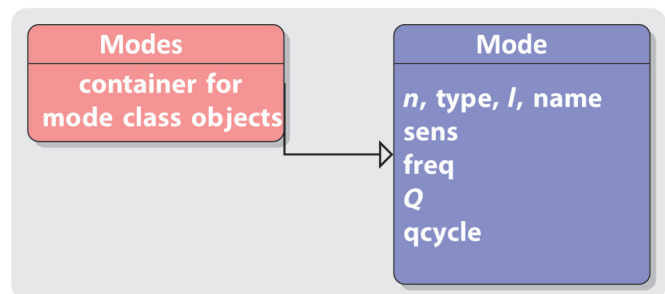 Modes
container for
mode class objects
Mode
n, type, l, name
sens
freq
Q
qcycle